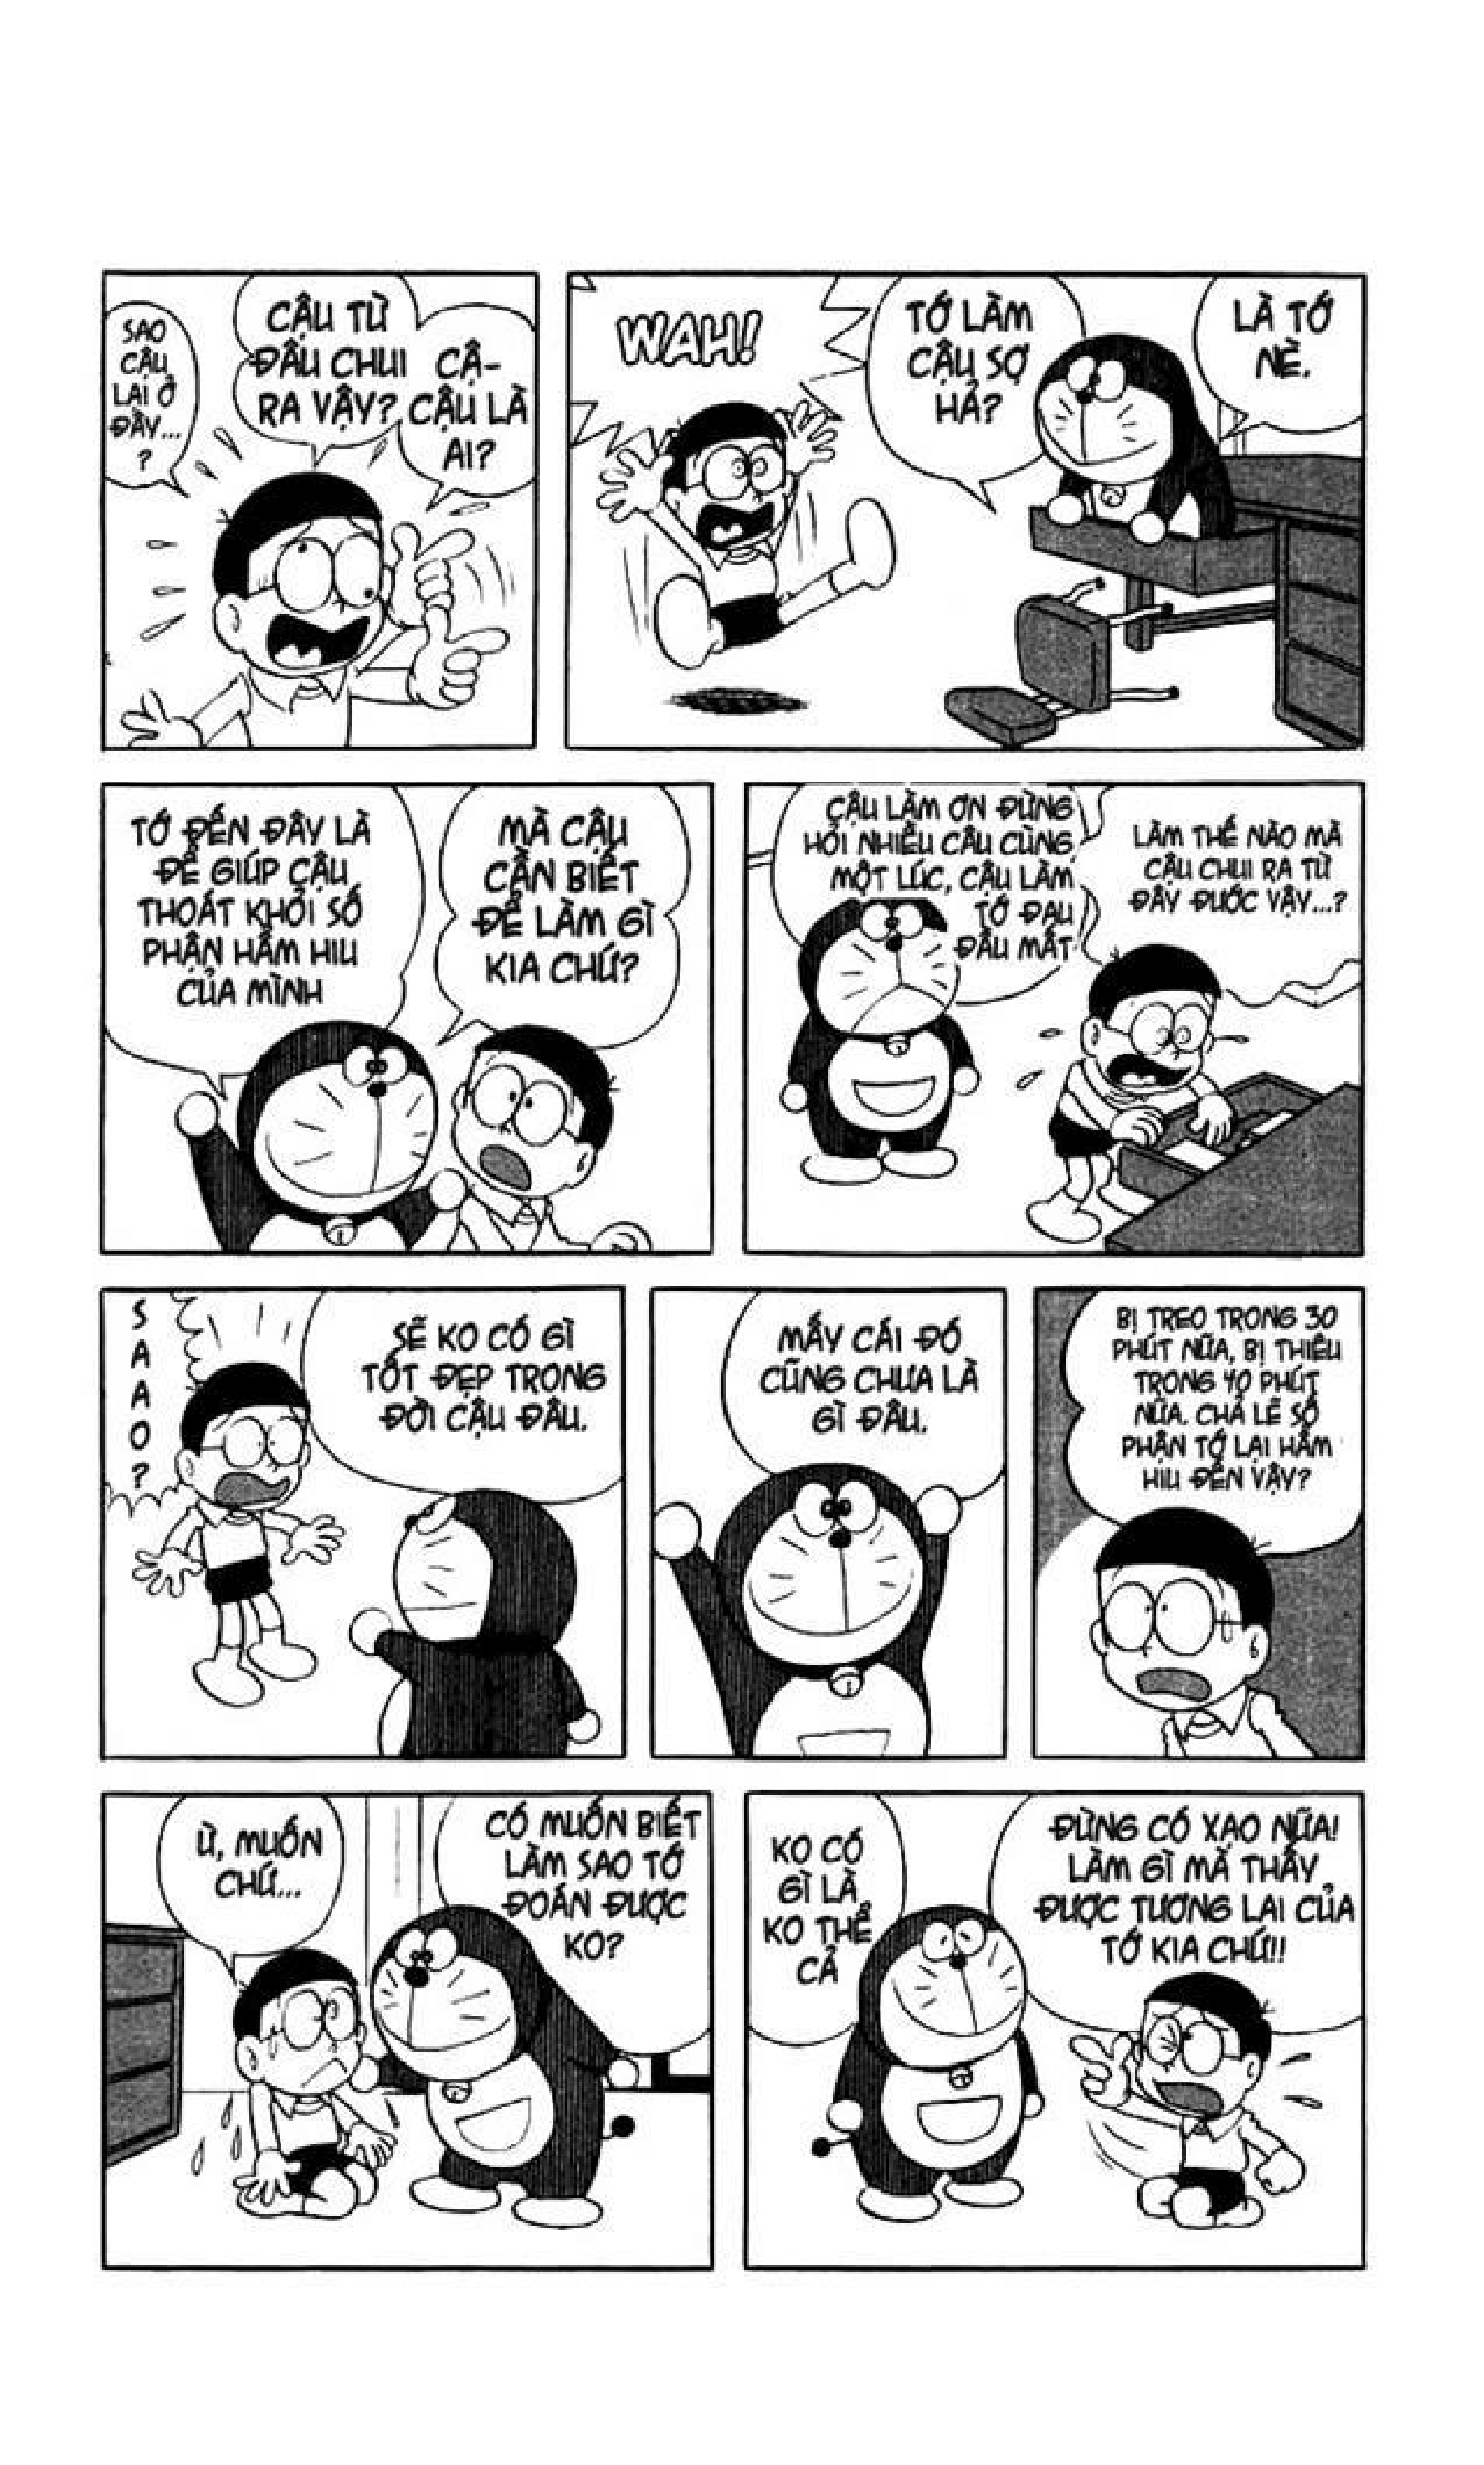 LÀ TỚ
NÈ.
TỚ LÀM
CẬU SỢ
HẢ?
WAH!
CẬ-
CẬU LÀ
AI?
CẬU TỪ
ĐÂU CHUI
RA VẬY?
SAO
CẬU
LẠI Ở
ĐÂY...
?
LÀM THẾ NÀO MÀ
CẬU CHUI RA TỪ
ĐÂY ĐƯỚC VẬY...?
CẬU LÀM ƠN ĐỪNG
HỎI NHIỀU CÂU CÙNG
MỘT LÚC, CẬU LÀM
TỚ ĐAU
ĐẦU MẤT
MÀ CẬU
CẦN BIẾT
ĐỂ LÀM GÌ
KIA CHỨ?
TỚ ĐẾN ĐÂY LÀ
ĐỂ GIÚP CẬU
THOÁT KHỎI SỐ
PHẬN HẨM HIU
CỦA MÌNH
BỊ TREO TRONG 30
PHÚT NỮA, BỊ THIÊU
TRONG 40 PHÚT
NỮA. CHẢ LẼ SỐ
PHẬN TỚ LẠI HẨM
HIU ĐẾN VẬY?
MẤY CÁI ĐÓ
CŨNG CHƯA LÀ
GÌ ĐÂU.
SẼ KO CÓ GÌ
TỐT ĐẸP TRONG
ĐỜI CẬU ĐÂU.
S
A
A
O
?
ĐỪNG CÓ XẠO NỮA!
LÀM GÌ MÀ THẤY
ĐƯỢC TƯƠNG LAI CỦA
TỚ KIA CHỨ!!
KO CÓ
GÌ LÀ
KO THỂ
CẢ
CÓ MUỐN BIẾT
LÀM SAO TỚ
ĐOÁN ĐƯỢC
KO?
Ừ, MUỐN
CHỨ...